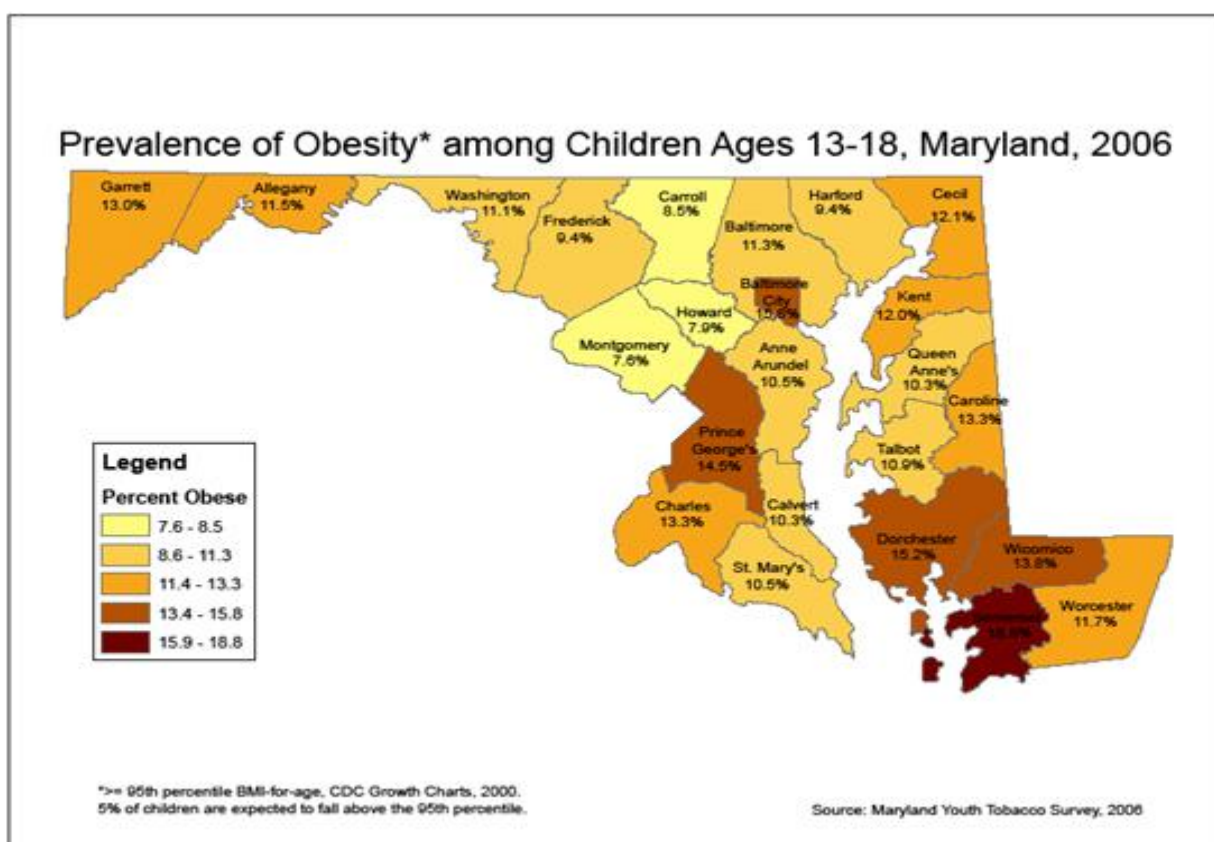 Prevalence of Obesity* among Children Ages 13-18, Maryland, 2006
Garrett
13.0%
Allegany
11.5%
Washington
11.1%
Frederick
9.4%
Carroll
8.5%
Baltimore
11.3%
Harford
9.4%
Cecil
12.1%
Baltimore
City
15.8%
Kent
12.0%
Howard
7.9%
Montgomery
7.6%
Anne
Arundel
10.5%
Queen
Anne's
10.3%
Caroline
13.3%
Prince
George's
14.5%
Talbot
10.9%
Charles
13.3%
Calvert
10.3%
St. Mary's
10.5%
Dorchester
15.2%
Wicomico
13.8%
Worcester
11.7%
Legend
Percent Obese
7.6 - 8.5
8.6 - 11.3
11.4 - 13.3
13.4 - 15.8
15.9 - 18.8
*>= 95th percentile BMI-for-age, CDC Growth Charts, 2000.
5% of children are expected to fall above the 95th percentile.
Source: Maryland Youth Tobacco Survey, 2006